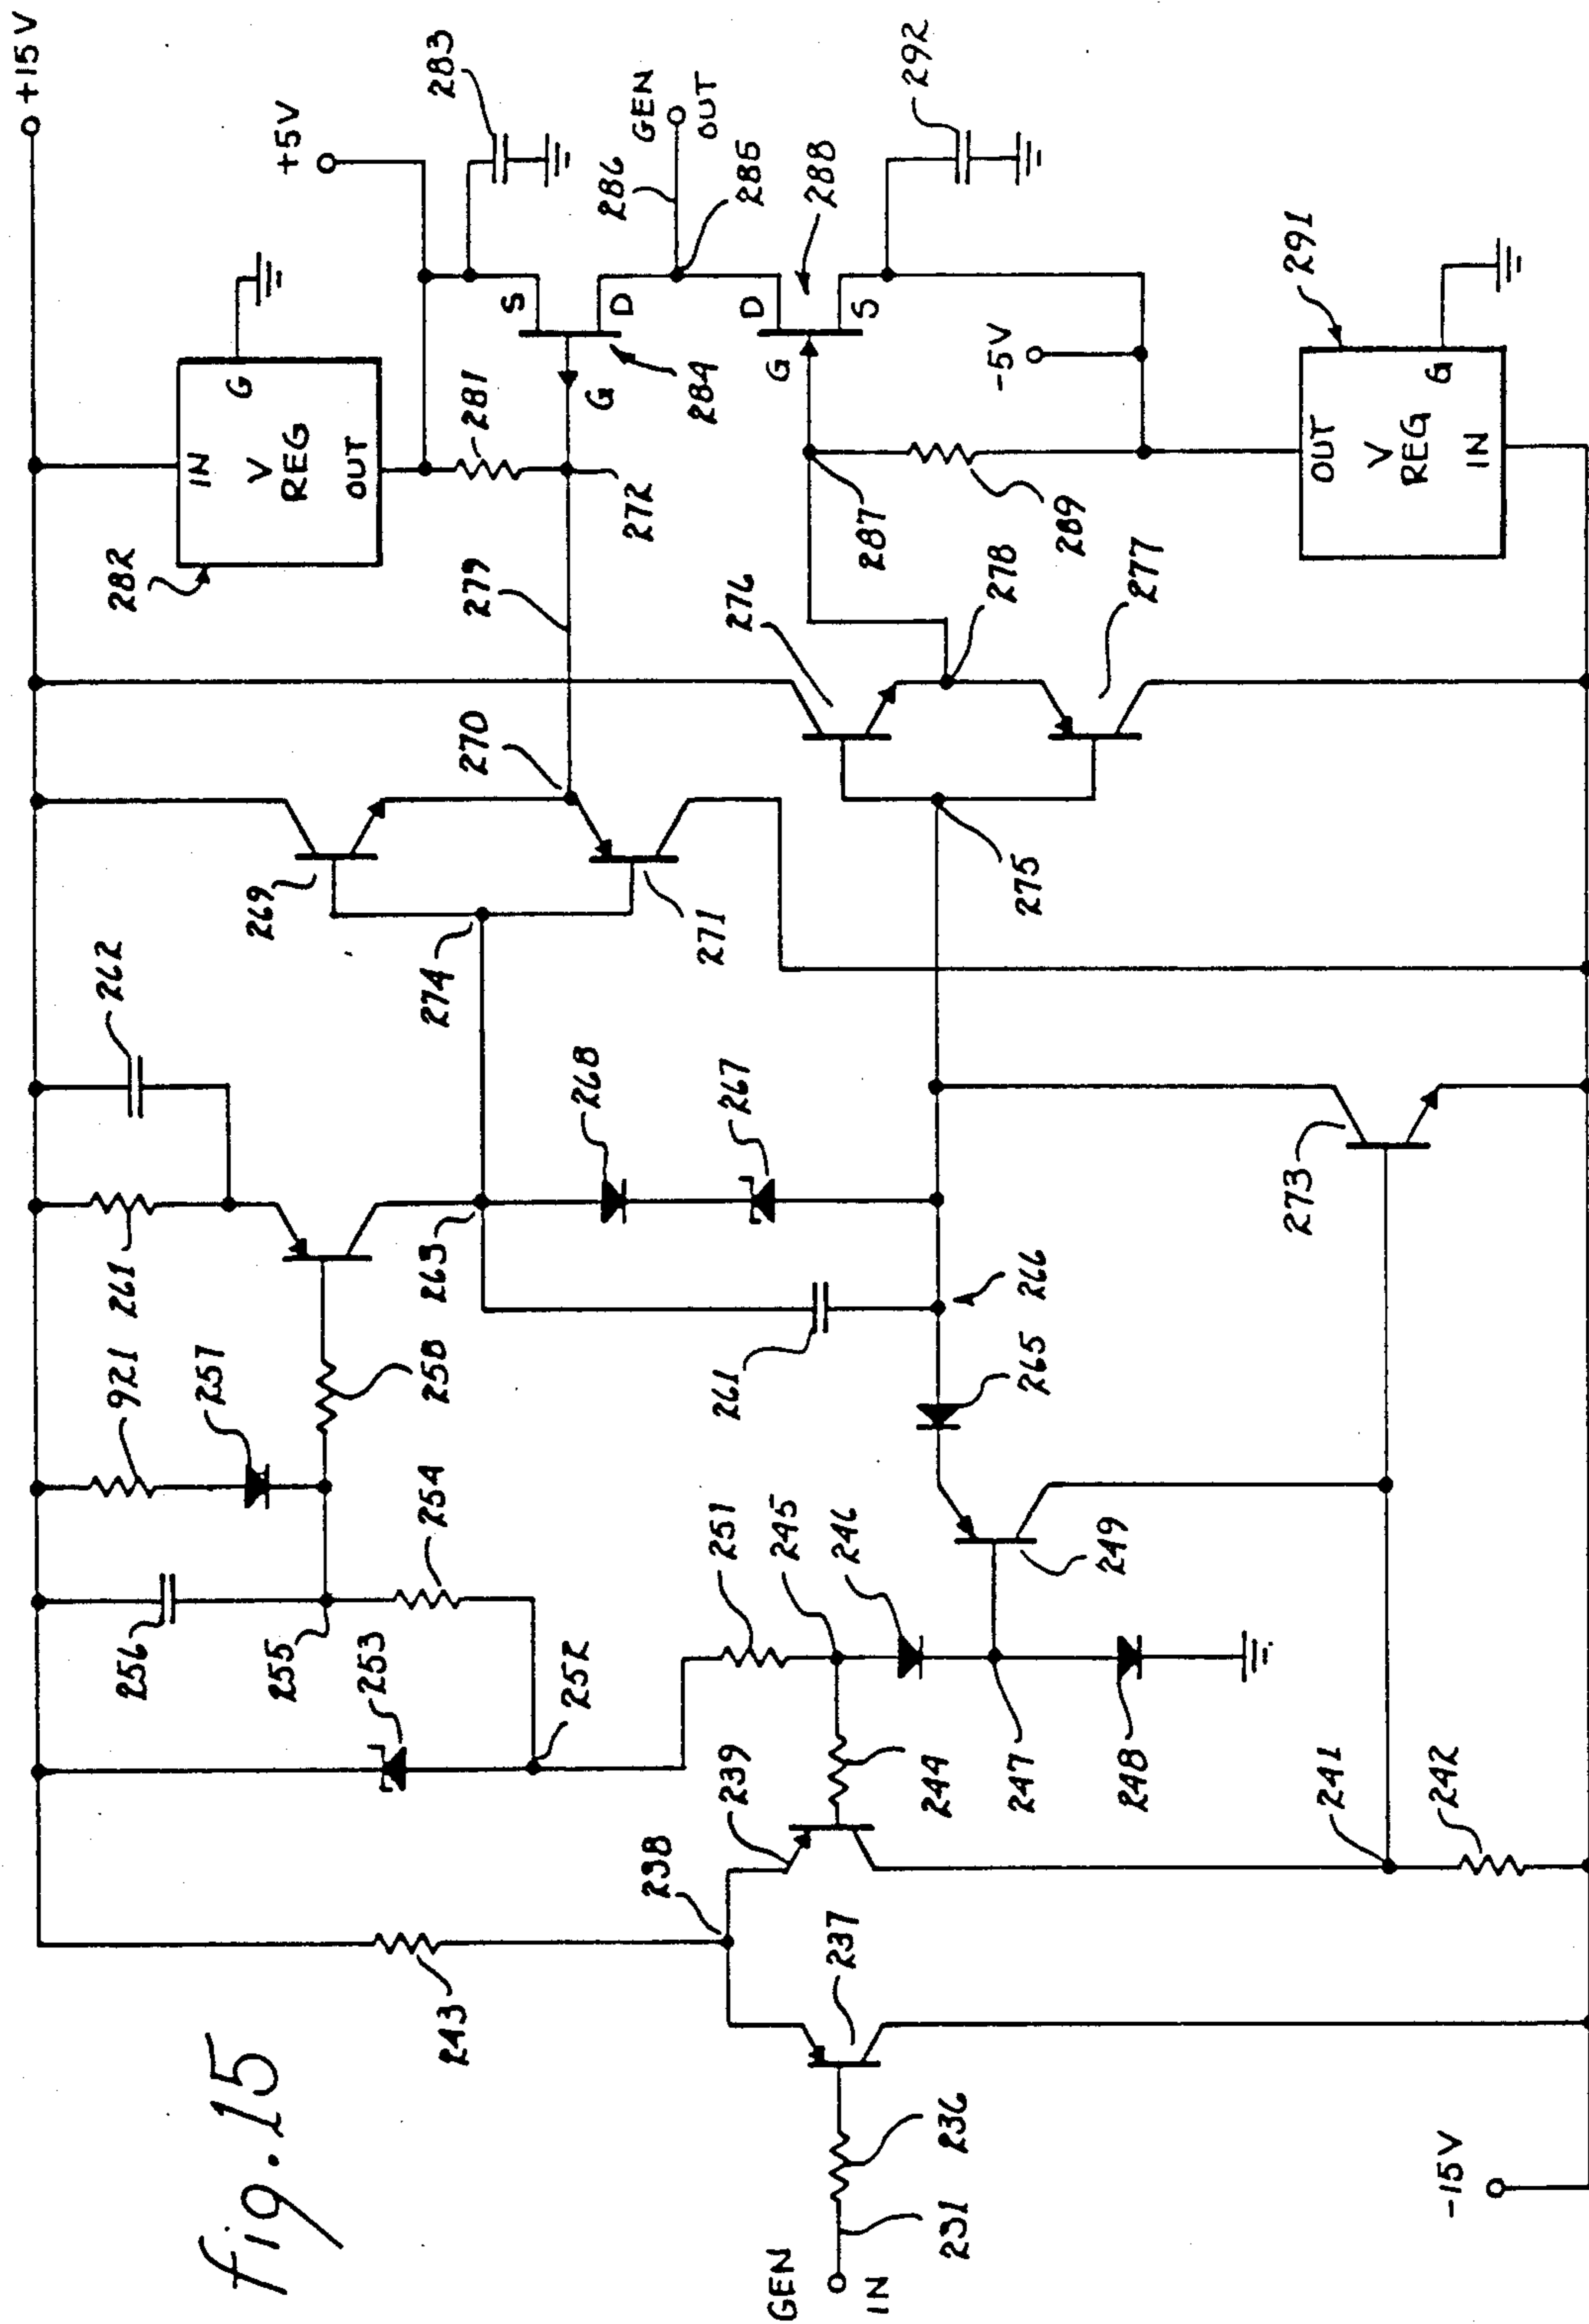 fig. 15
+15V
243
253
256
255
254
252
921
257
258
261
262
263
268
267
261
266
265
269
270
274
271
279
272
282
IN
V
REG
OUT
G
281
+5V
283
S
D
G
284
286
GEN
OUT
285
GEN
IN
231
236
237
238
239
244
251
245
246
247
248
249
241
242
273
275
276
278
277
287
289
D
G
S
288
292
-5V
291
OUT
V
REG
IN
G
-15V